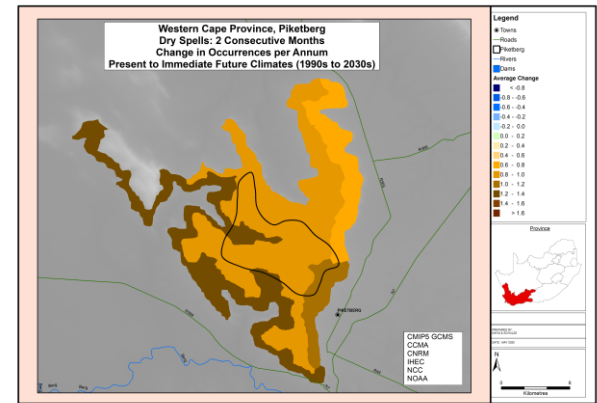 Western Cape Province, Piketberg
Dry Spells: 2 Consecutive Months
Change in Occurrences per Annum
Present to Immediate Future Climates (1990s to 2030s)
Legend
Towns
Roads
Piketberg
Rivers
Dams
Average Change
< -0.8
-0.8 - -0.6
-0.6 - -0.4
-0.4 - -0.2
-0.2 - 0.0
0.0 - 0.2
0.2 - 0.4
0.4 - 0.6
0.6 - 0.8
0.8 - 1.0
1.0 - 1.2
1.2 - 1.4
1.4 - 1.6
> 1.6
Province
PIKETBERG
Berg
Berg
CMIP5 GCMS
CCMA
CNRM
IHEC
NCC
NOAA
N
Kilometres